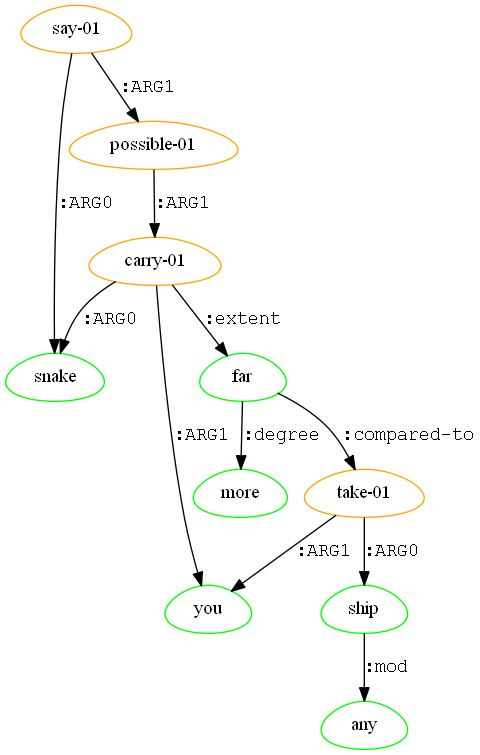 say-01
:ARG1
possible-01
:ARG0
:ARG1
carry-01
:ARG0
:extent
snake
far
:ARG1
:degree
:compared-to
more
take-01
:ARG1
:ARG0
you
ship
:mod
any